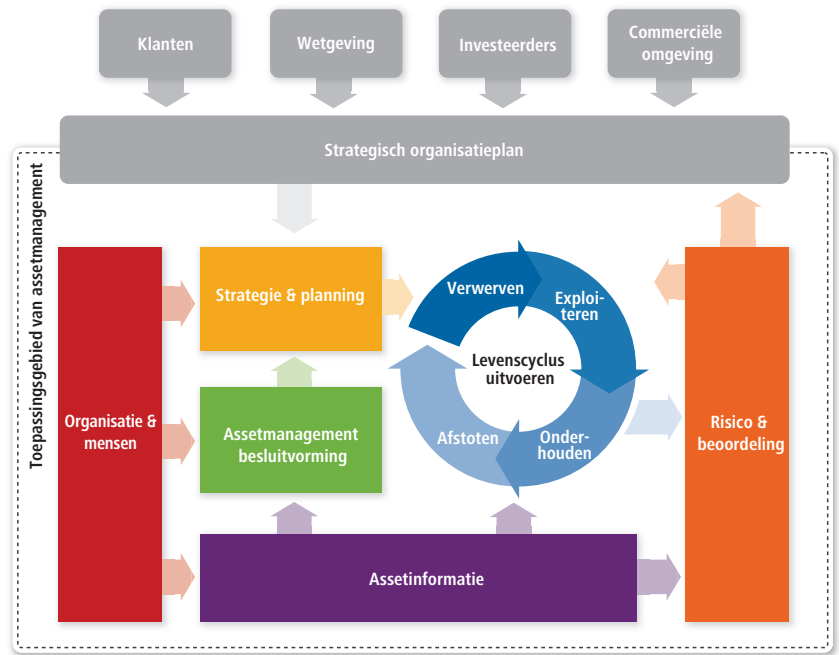 Klanten
Wetgeving
Investeerders
Commerciële
omgeving
Strategisch organisatieplan
Toepassingsgebied van assetmanagement
Organisatie &
mensen
Strategie & planning
Assetmanagement
besluitvorming
Verwerven
Exploi-
teren
Levenscyclus
uitvoeren
Afstoten
Onder-
houden
Risico &
beoordeling
Assetinformatie